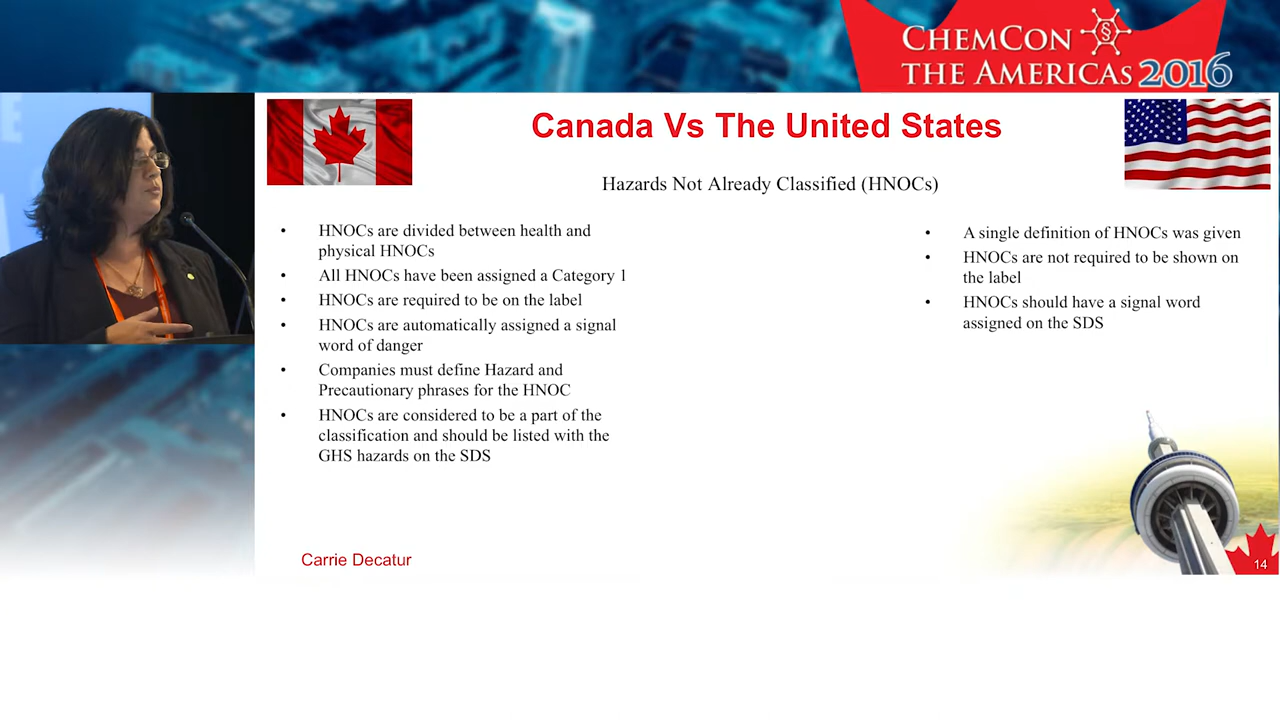 CHEMCON §
THE AMERICAS 2016
Canada Vs The United States
Hazards Not Already Classified (HNOCs)
• HNOCs are divided between health and
physical HNOCs
• All HNOCs have been assigned a Category 1
• HNOCs are required to be on the label
• HNOCs are automatically assigned a signal
word of danger
• Companies must define Hazard and
Precautionary phrases for the HNOC
• HNOCs are considered to be a part of the
classification and should be listed with the
GHS hazards on the SDS
• A single definition of HNOCs was given
• HNOCs are not required to be shown on
the label
• HNOCs should have a signal word
assigned on the SDS
Carrie Decatur
14